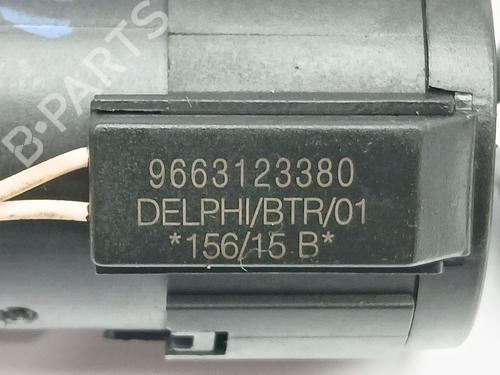 B-PARTS
9663123380
DELPHI/BTR/01
*156/15 B*